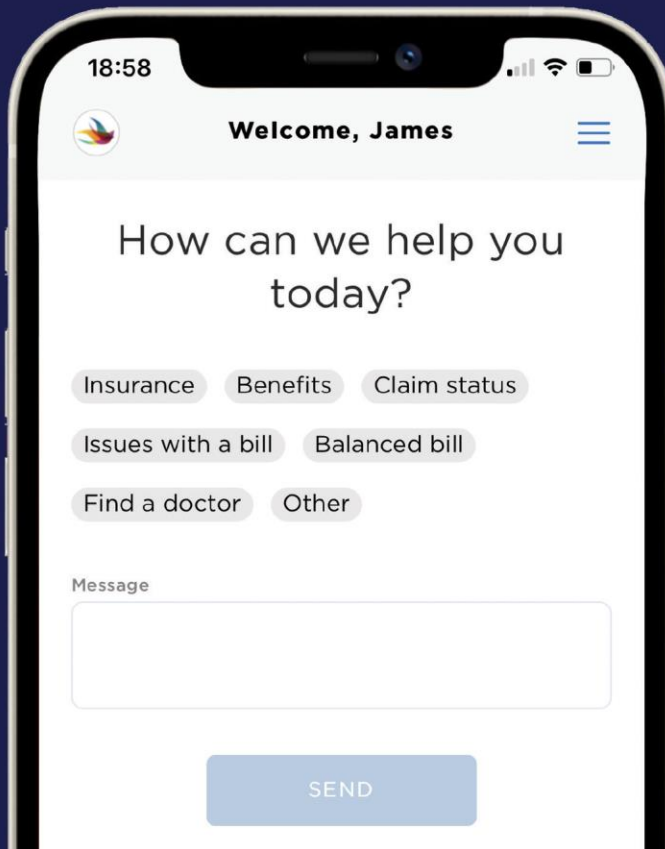 18:58
Welcome, James
How can we help you
today?
Insurance Benefits Claim status
Issues with a bill Balanced bill
Find a doctor Other
Message
SEND